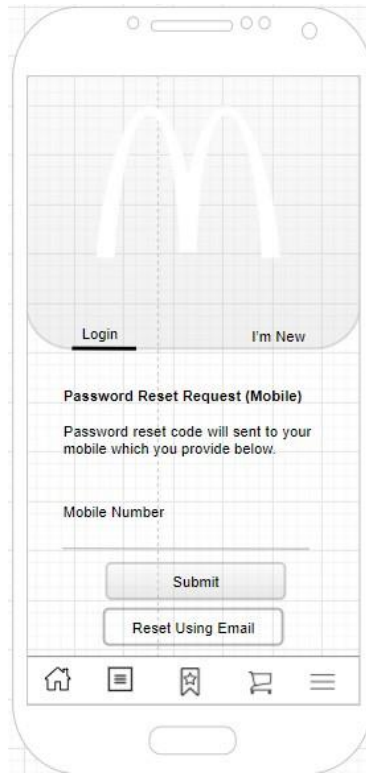 Login
I'm New
Password Reset Request (Mobile)
Password reset code will sent to your
mobile which you provide below.
Mobile Number
Submit
Reset Using Email